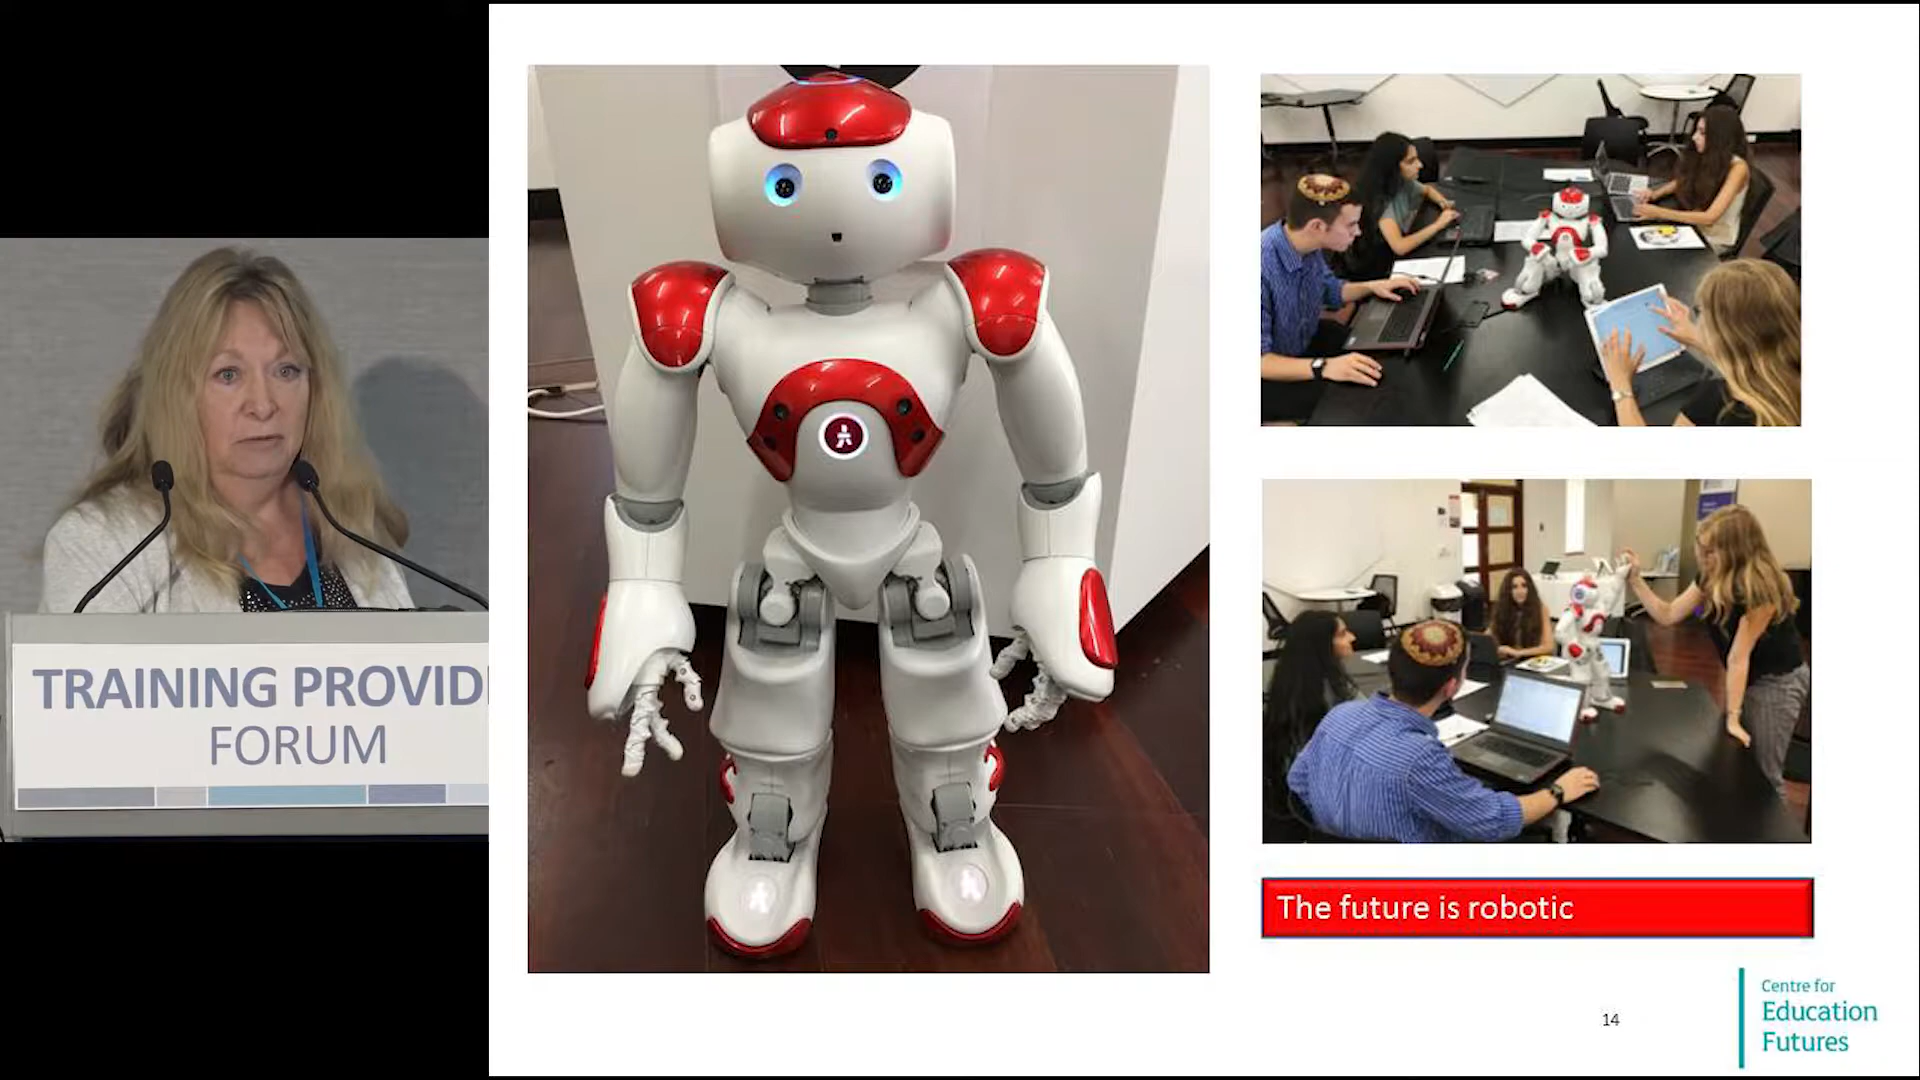 TRAINING PROVID
FORUM
The future is robotic
14
Centre for
Education
Futures